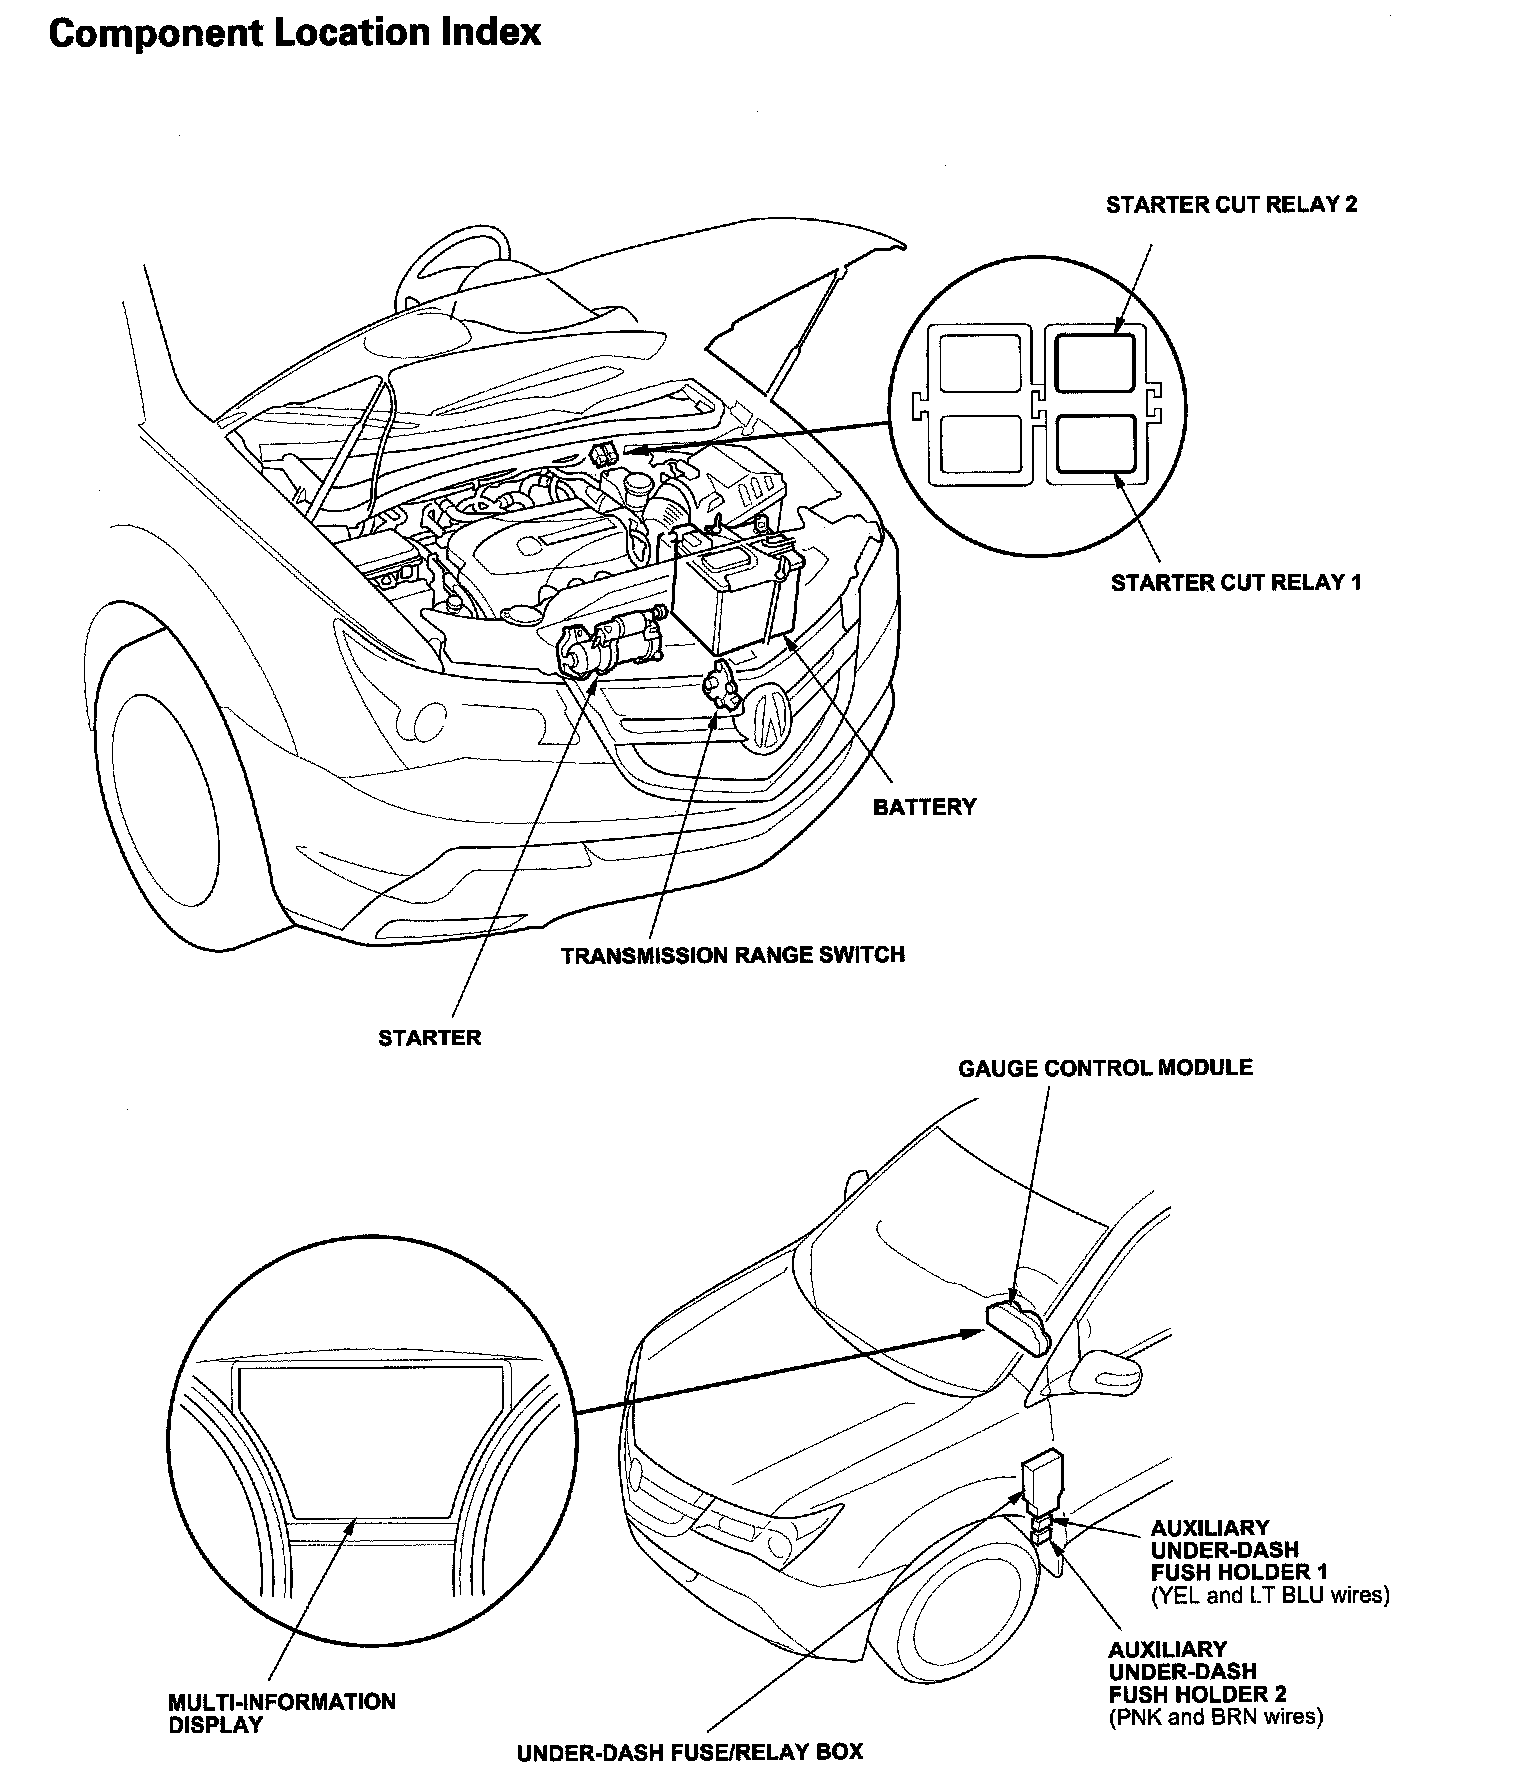 Component Location Index
STARTER CUT RELAY 2
STARTER CUT RELAY 1
BATTERY
TRANSMISSION RANGE SWITCH
STARTER
GAUGE CONTROL MODULE
AUXILIARY
UNDER-DASH
FUSH HOLDER 1
(YEL and LT BLU wires)
AUXILIARY
UNDER-DASH
FUSH HOLDER 2
(PNK and BRN wires)
MULTI-INFORMATION
DISPLAY
UNDER-DASH FUSE/RELAY BOX